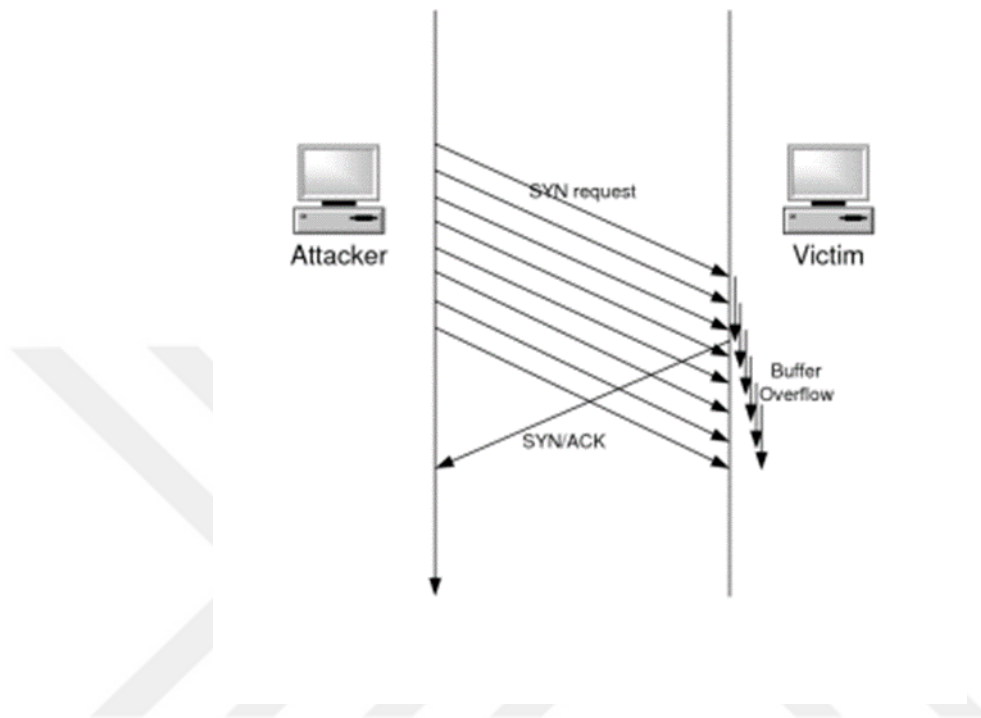 SYN request
Attacker
Victim
Buffer
Overflow
SYN/ACK